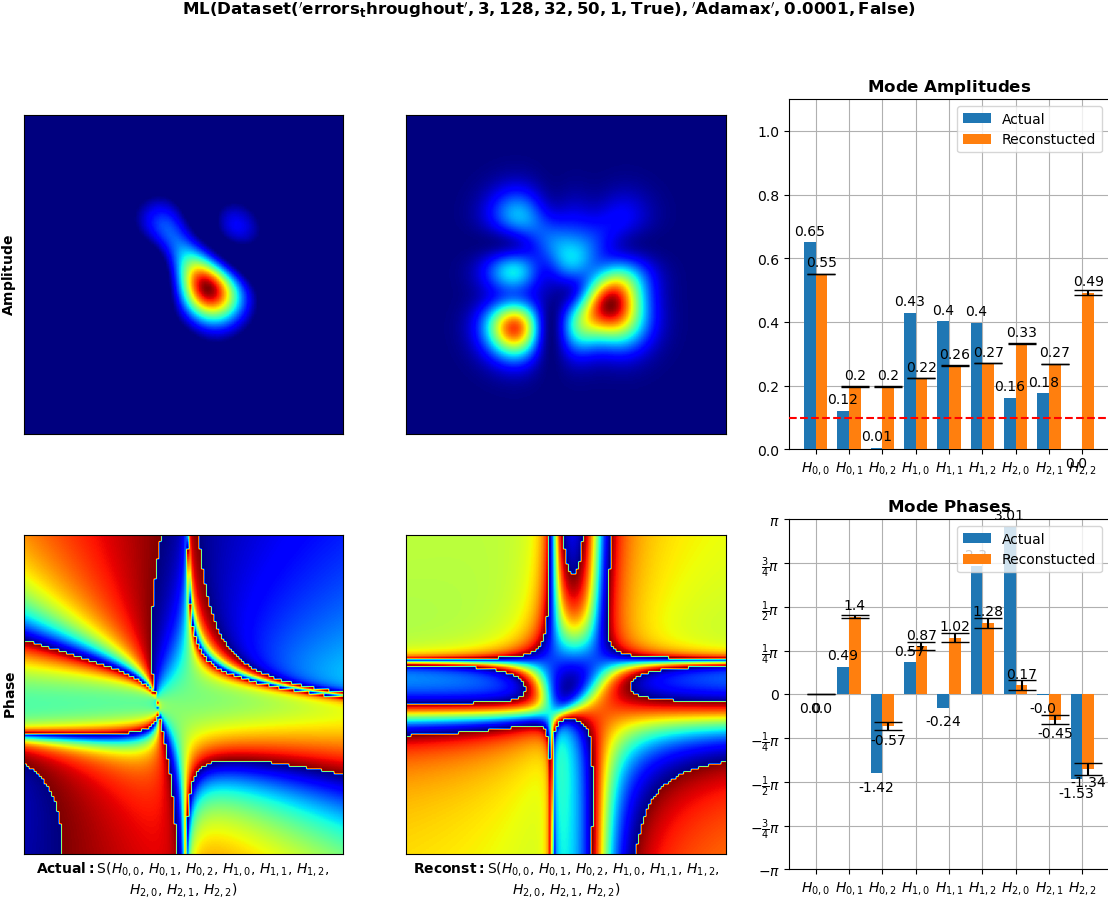 ML(Dataset('errors_throughout', 3, 128, 32, 50, 1, True), 'Adamax', 0.0001, False)
Amplitude
Mode Amplitudes
Actual
Reconstucted
1.0
0.8
0.6
0.4
0.2
0.0
0.65
0.55
0.12
0.2
0.01
0.2
0.43
0.22
0.4
0.26
0.4
0.27
0.16
0.33
0.18
0.27
0.0
0.49
H0,0 H0,1 H0,2 H1,0 H1,1 H1,2 H2,0 H2,1 H2,2
Phase
Actual: S(H0,0, H0,1, H0,2, H1,0, H1,1, H1,2,
H2,0, H2,1, H2,2)
Reconst: S(H0,0, H0,1, H0,2, H1,0, H1,1, H1,2,
H2,0, H2,1, H2,2)
Mode Phases
Actual
Reconstucted
π
3/4π
1/2π
1/4π
0
−1/4π
−1/2π
−3/4π
−π
0.0
0.0
0.49
1.4
-1.42
-0.57
0.57
0.87
-0.24
1.02
1.28
3.01
0.17
-0.0
-0.45
-1.53
-1.34
H0,0 H0,1 H0,2 H1,0 H1,1 H1,2 H2,0 H2,1 H2,2